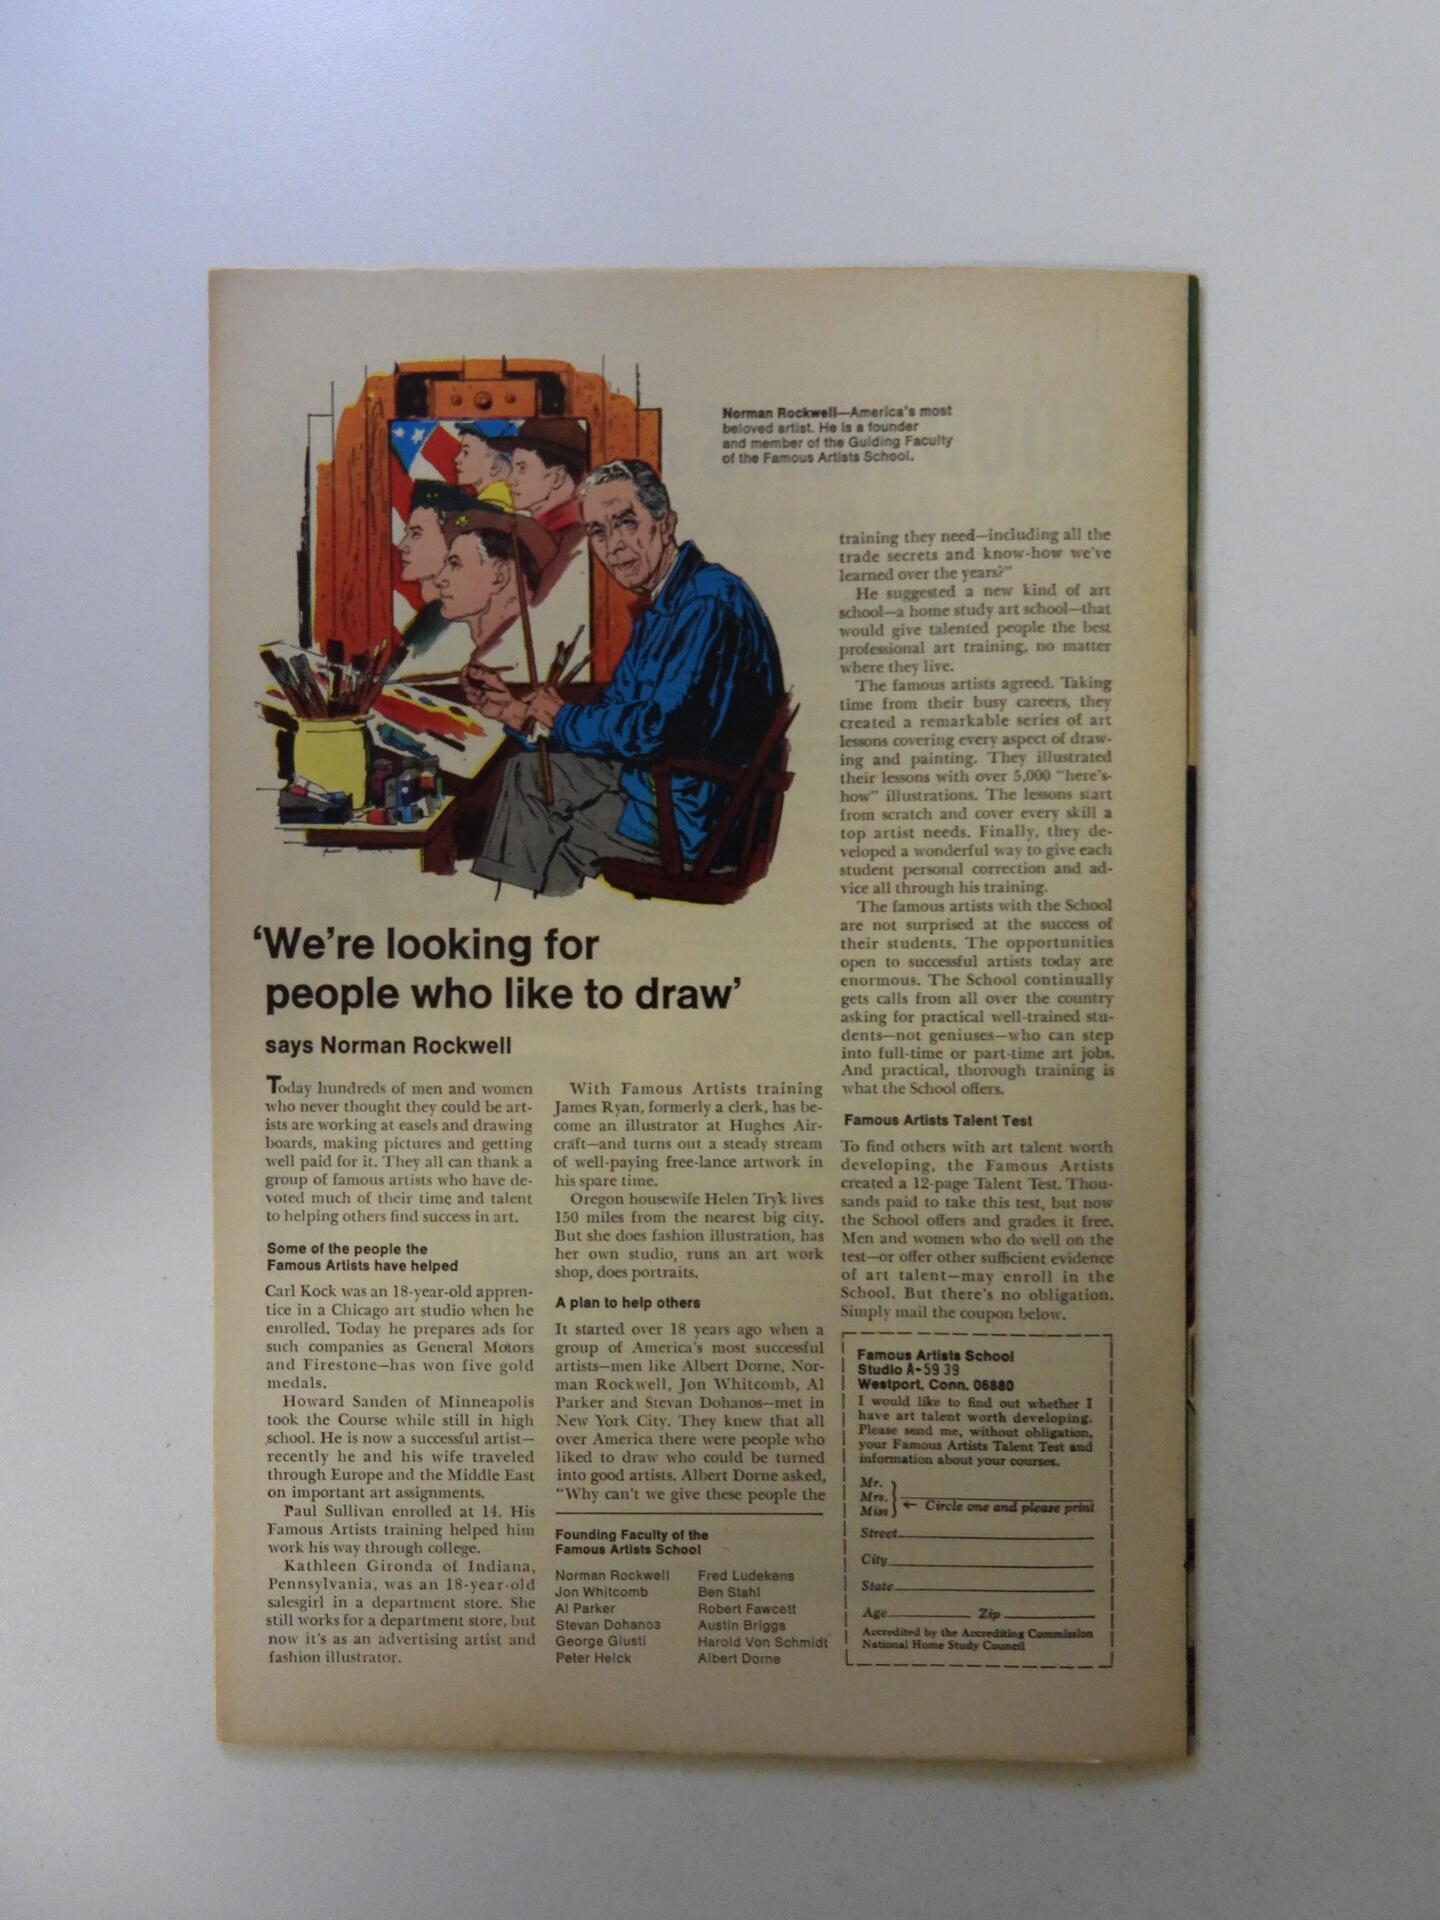 Norman Rockwell—America's most
beloved artist. He is a founder
and member of the Guiding Faculty
of the Famous Artists School.
'We're looking for
people who like to draw'
says Norman Rockwell
Today hundreds of men and women
who never thought they could be art-
ists are working at easels and drawing
boards, making pictures and getting
well paid for it. They all can thank a
group of famous artists who have de-
voted much of their time and talent
to helping others find success in art.
Some of the people the
Famous Artists have helped
Carl Kock was an 18-year-old appren-
tice in a Chicago art studio when he
enrolled. Today he prepares ads for
such companies as General Motors
and Firestone—has won five gold
medals.
Howard Sanden of Minneapolis
took the Course while still in high
school. He is now a successful artist—
recently he and his wife traveled
through Europe and the Middle East
on important art assignments.
Paul Sullivan enrolled at 14. His
Famous Artists training helped him
work his way through college.
Kathleen Gironda of Indiana,
Pennsylvania, was an 18-year-old
salesgirl in a department store. She
still works for a department store, but
now it's as an advertising artist and
fashion illustrator.
With Famous Artists training
James Ryan, formerly a clerk, has be-
come an illustrator at Hughes Air-
craft—and turns out a steady stream
of well-paying free-lance artwork in
his spare time.
Oregon housewife Helen Tryk lives
150 miles from the nearest big city.
But she does fashion illustration, has
her own studio, runs an art work
shop, does portraits.
A plan to help others
It started over 18 years ago when a
group of America's most successful
artists—men like Albert Dorne, Nor-
man Rockwell, Jon Whitcomb, Al
Parker and Stevan Dohanos—met in
New York City. They knew that all
over America there were people who
liked to draw who could be turned
into good artists. Albert Dorne asked,
"Why can't we give these people the
Founding Faculty of the
Famous Artists School
Norman Rockwell Fred Ludekens
Jon Whitcomb Ben Stahl
Al Parker Robert Fawcett
Stevan Dohanos Austin Briggs
George Giusti Harold Von Schmidt
Peter Helck Albert Dorne
training they need—including all the
trade secrets and know-how we've
learned over the years?"
He suggested a new kind of art
school—a home study art school—that
would give talented people the best
professional art training, no matter
where they live.
The famous artists agreed. Taking
time from their busy careers, they
created a remarkable series of art
lessons covering every aspect of draw-
ing and painting. They illustrated
their lessons with over 5,000 "here's-
how" illustrations. The lessons start
from scratch and cover every skill a
top artist needs. Finally, they de-
veloped a wonderful way to give each
student personal correction and ad-
vice all through his training.
The famous artists with the School
are not surprised at the success of
their students. The opportunities
open to successful artists today are
enormous. The School continually
gets calls from all over the country
asking for practical well-trained stu-
dents—not geniuses—who can step
into full-time or part-time art jobs.
And practical, thorough training is
what the School offers.
Famous Artists Talent Test
To find others with art talent worth
developing, the Famous Artists
created a 12-page Talent Test. Thou-
sands paid to take this test, but now
the School offers and grades it free.
Men and women who do well on the
test—or offer other sufficient evidence
of art talent—may enroll in the
School. But there's no obligation.
Simply mail the coupon below.
Famous Artists School
Studio A-5939
Westport, Conn. 06880
I would like to find out whether I
have art talent worth developing.
Please send me, without obligation,
your Famous Artists Talent Test and
information about your courses.
Mr.
Mrs.
Miss ← Circle one and please print
Street
City
State
Age Zip
Accredited by the Accrediting Commission
National Home Study Council